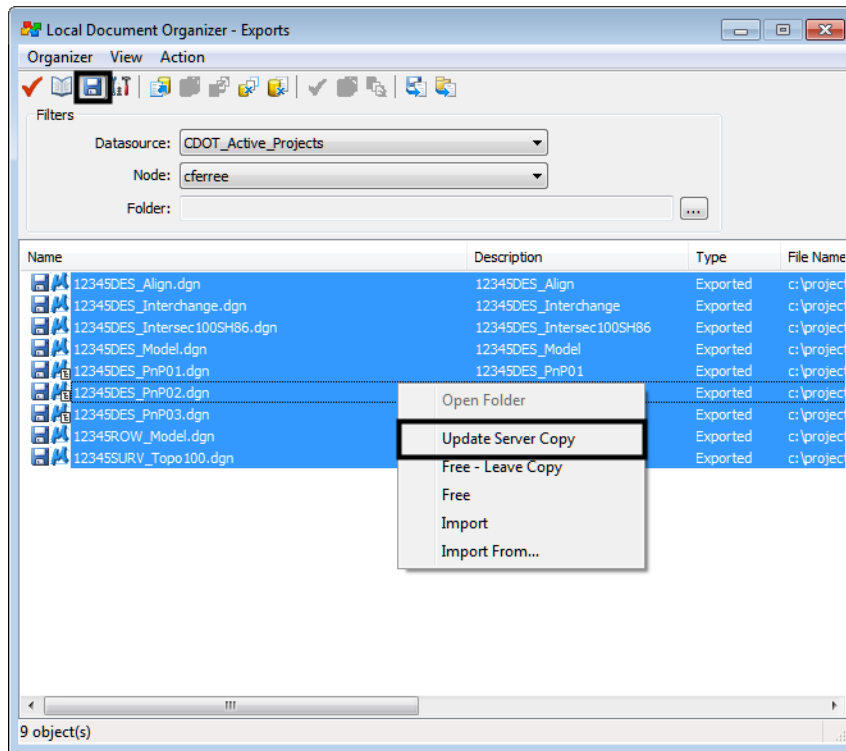 Local Document Organizer - Exports
Organizer View Action
Filters
Datasource: CDOT_Active_Projects
Node: cferree
Folder:
...
Name Description Type File Name
12345DES_Align.dgn 12345DES_Align Exported c:\project
12345DES_Interchange.dgn 12345DES_Interchange Exported c:\project
12345DES_Intersec100SH86.dgn 12345DES_Intersec100SH86 Exported c:\project
12345DES_Model.dgn 12345DES_Model Exported c:\project
12345DES_PnP01.dgn 12345DES_PnP01 Exported c:\project
12345DES_PnP02.dgn Exported c:\project
12345DES_PnP03.dgn Exported c:\project
12345ROW_Model.dgn Exported c:\project
12345SURV_Topo100.dgn Exported c:\project
Open Folder
Update Server Copy
Free - Leave Copy
Free
Import
Import From...
9 object(s)